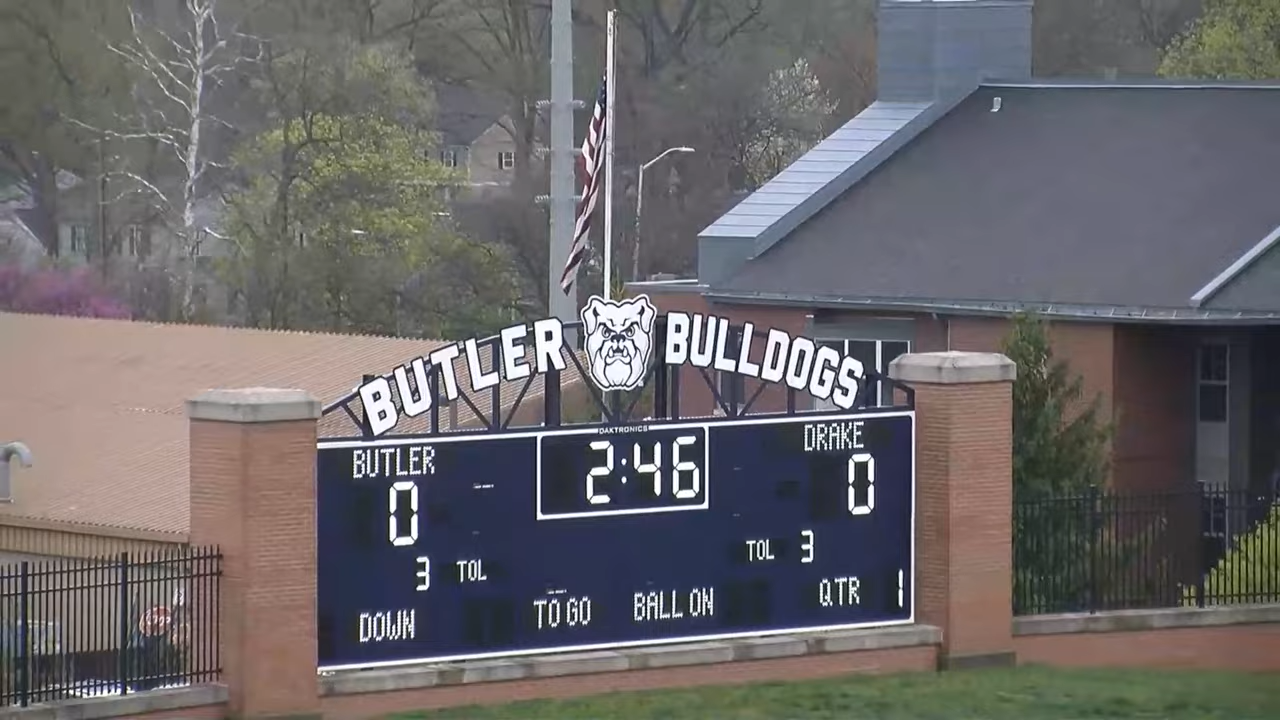 BUTLER BULLDOGS
DAKTRONICS
BUTLER 2:46 DRAKE
0 0
3 TOL TOL 3
DOWN TO GO BALL ON QTR 1